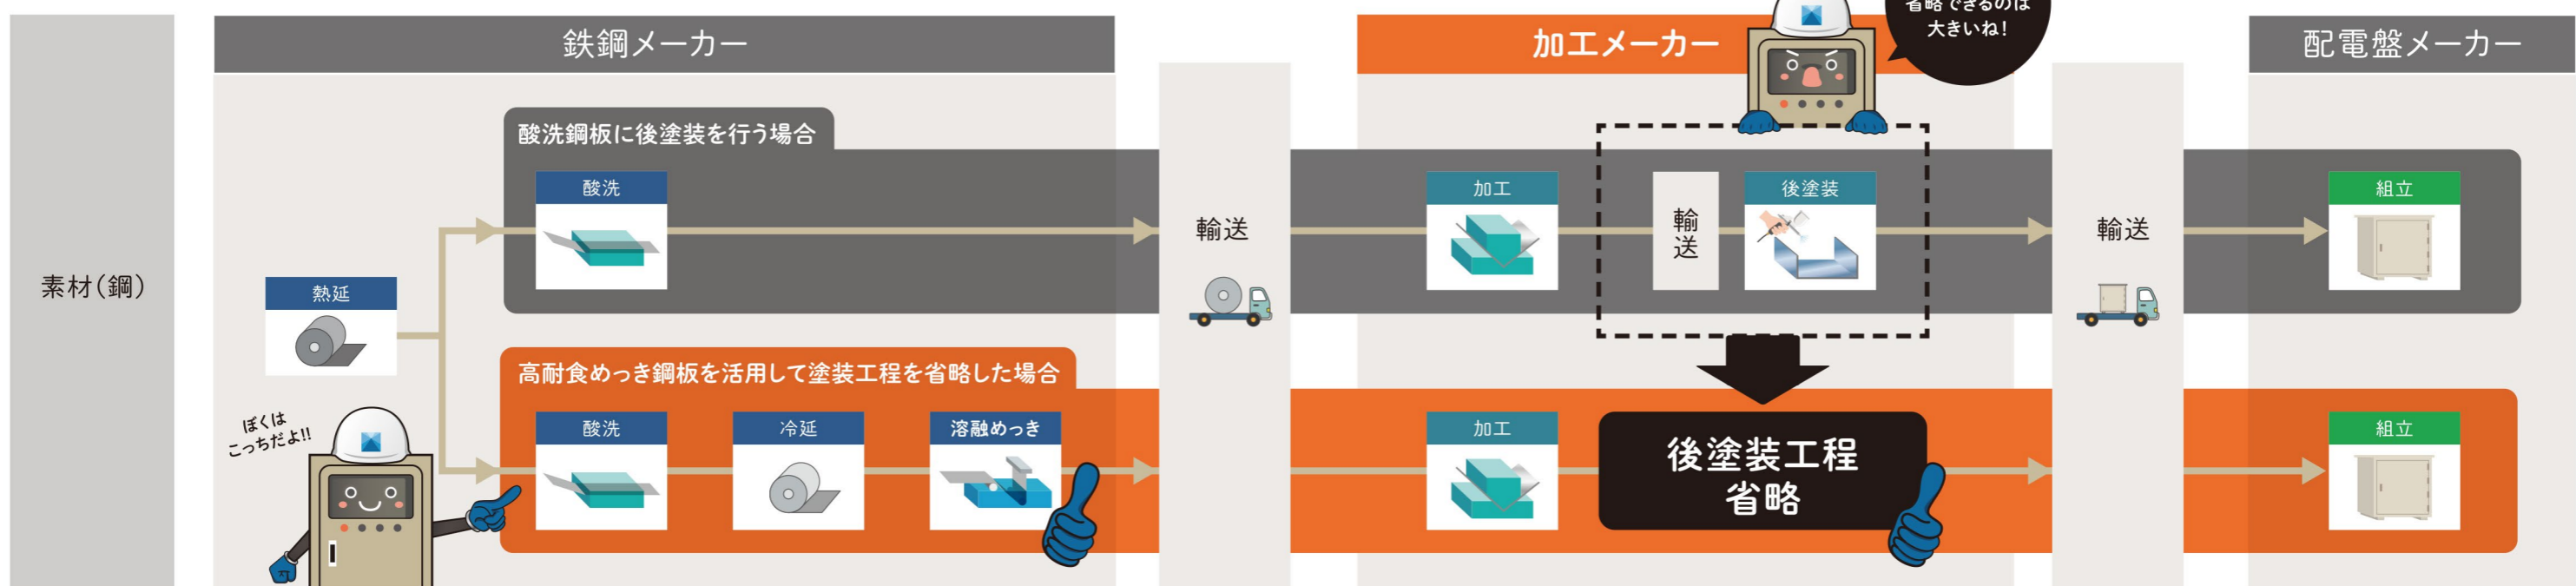 省略できるのは
大きいね！
鉄鋼メーカー
加工メーカー
配電盤メーカー
素材（鋼）
熱延
酸洗鋼板に後塗装を行う場合
酸洗
輸送
加工
輸送
後塗装
輸送
組立
ぼくは
こっちだよ!!
高耐食めっき鋼板を活用して塗装工程を省略した場合
酸洗
冷延
溶融めっき
加工
後塗装工程
省略
組立